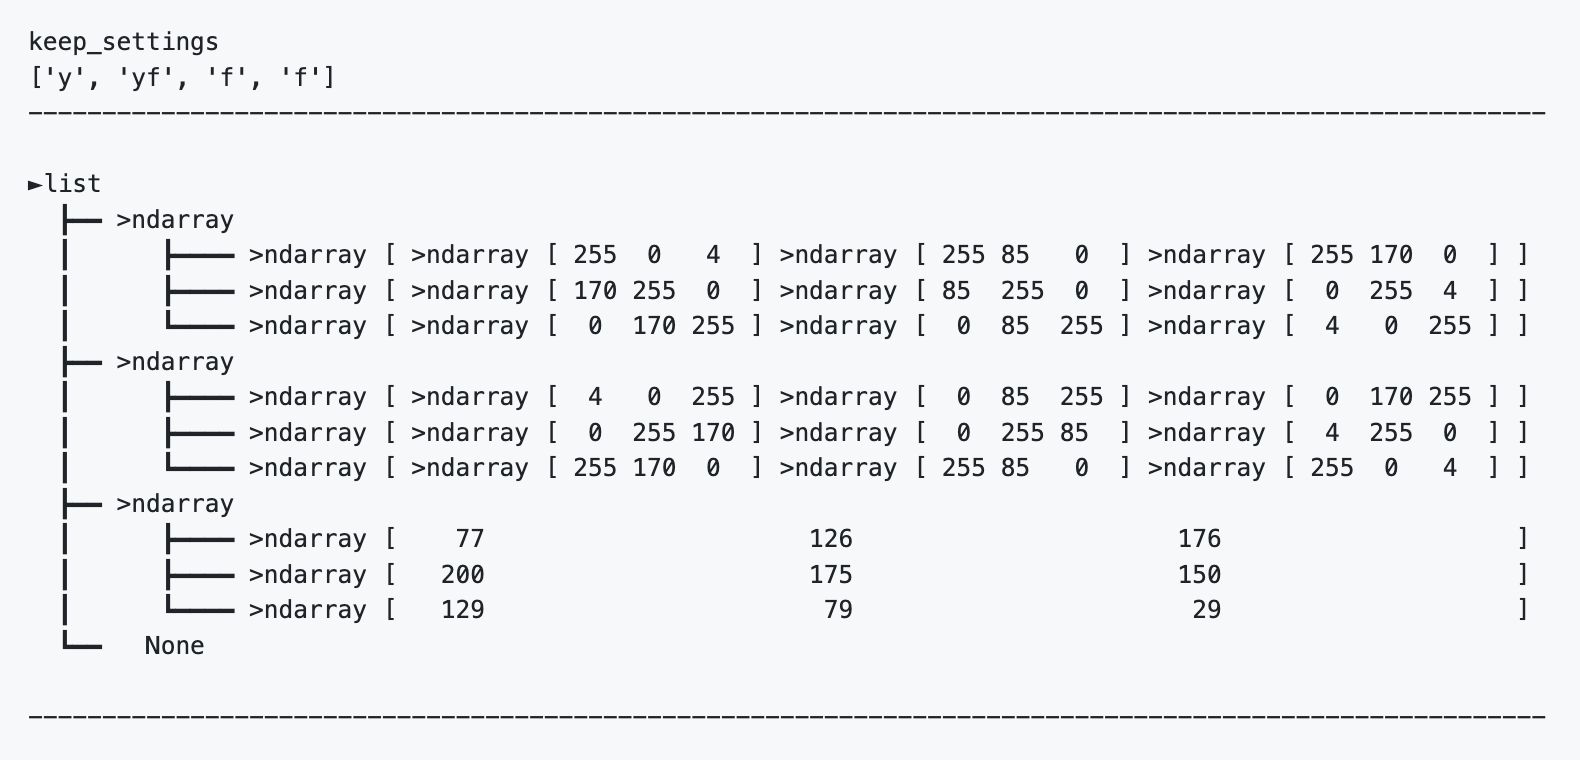 keep_settings
['y', 'yf', 'f', 'f']
-------------------------------------------------------------------------------------------------------
►list
├── >ndarray
│      ├──── >ndarray [ >ndarray [ 255  0   4  ] >ndarray [ 255 85   0  ] >ndarray [ 255 170  0  ] ]
│      ├──── >ndarray [ >ndarray [ 170 255  0  ] >ndarray [ 85  255  0  ] >ndarray [  0  255  4  ] ]
│      └──── >ndarray [ >ndarray [  0  170 255 ] >ndarray [  0  85  255 ] >ndarray [  4   0  255 ] ]
├── >ndarray
│      ├──── >ndarray [ >ndarray [  4   0  255 ] >ndarray [  0  85  255 ] >ndarray [  0  170 255 ] ]
│      ├──── >ndarray [ >ndarray [  0  255 170 ] >ndarray [  0  255 85  ] >ndarray [  4  255  0  ] ]
│      └──── >ndarray [ >ndarray [ 255 170  0  ] >ndarray [ 255 85   0  ] >ndarray [ 255  0   4  ] ]
├── >ndarray
│      ├──── >ndarray [    77                      126                      176                    ]
│      ├──── >ndarray [   200                      175                      150                    ]
│      └──── >ndarray [   129                       79                       29                    ]
└──   None
-------------------------------------------------------------------------------------------------------